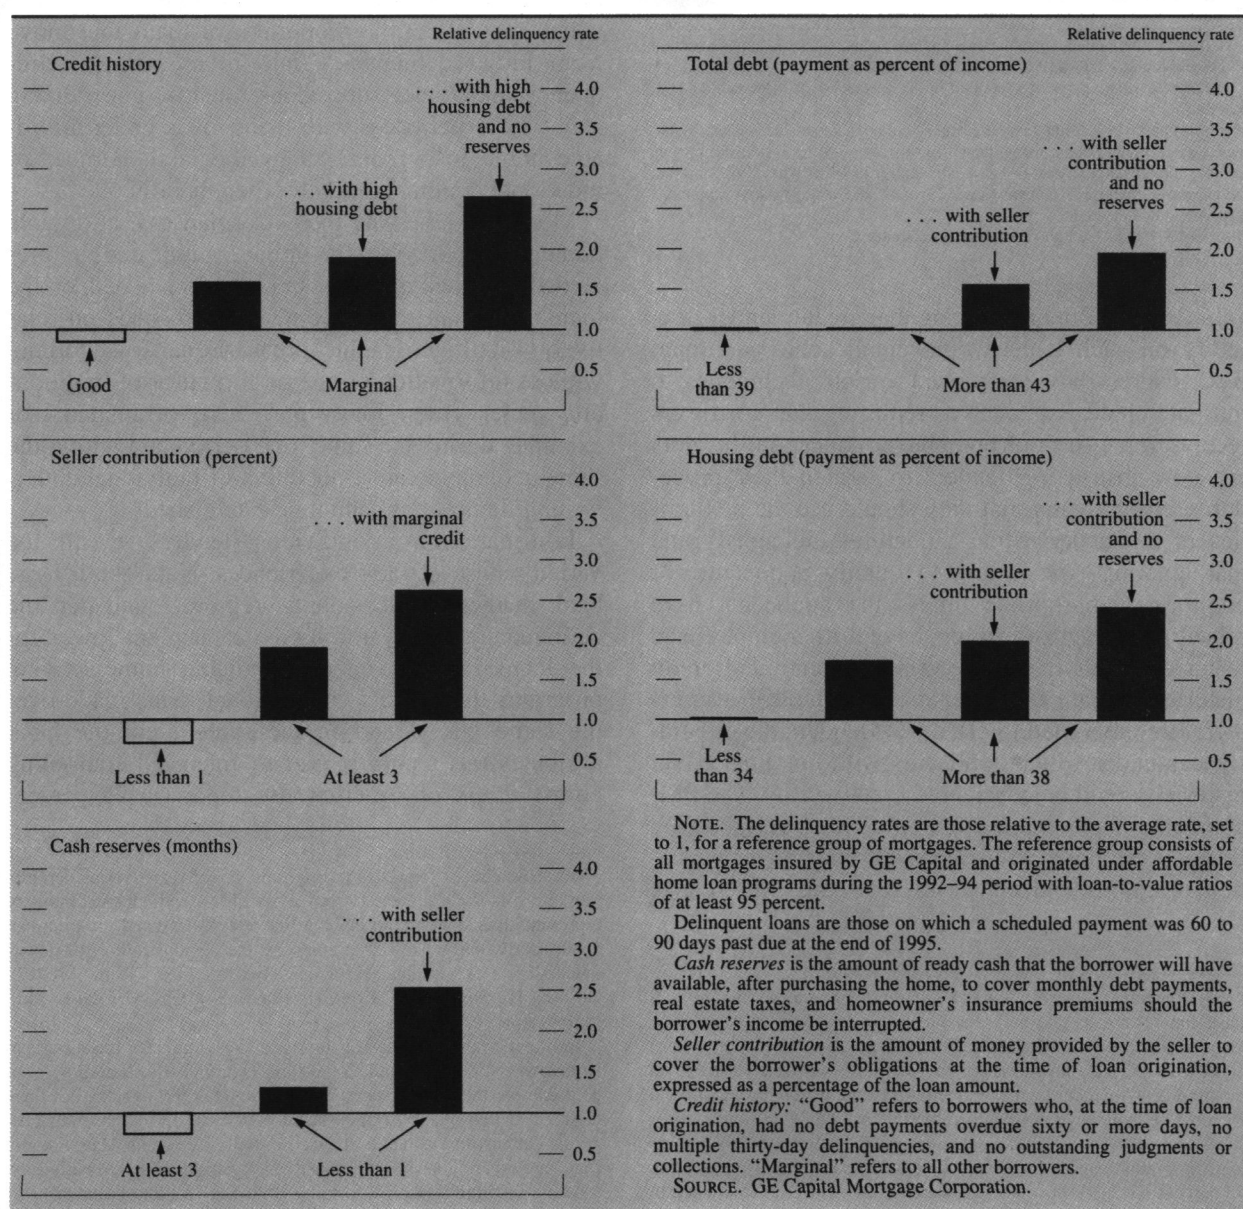 Relative delinquency rate
Credit history
. . . with high
housing debt
and no
reserves
. . . with high
housing debt
4.0
3.5
3.0
2.5
2.0
1.5
1.0
0.5
Good
Marginal
Seller contribution (percent)
. . . with marginal
credit
4.0
3.5
3.0
2.5
2.0
1.5
1.0
0.5
Less than 1
At least 3
Cash reserves (months)
. . . with seller
contribution
4.0
3.5
3.0
2.5
2.0
1.5
1.0
0.5
At least 3
Less than 1
Relative delinquency rate
Total debt (payment as percent of income)
. . . with seller
contribution
and no
reserves
. . . with seller
contribution
4.0
3.5
3.0
2.5
2.0
1.5
1.0
0.5
Less
than 39
More than 43
Housing debt (payment as percent of income)
. . . with seller
contribution
and no
reserves
. . . with seller
contribution
4.0
3.5
3.0
2.5
2.0
1.5
1.0
0.5
Less
than 34
More than 38
NOTE. The delinquency rates are those relative to the average rate, set
to 1, for a reference group of mortgages. The reference group consists of
all mortgages insured by GE Capital and originated under affordable
home loan programs during the 1992–94 period with loan-to-value ratios
of at least 95 percent.
Delinquent loans are those on which a scheduled payment was 60 to
90 days past due at the end of 1995.
Cash reserves is the amount of ready cash that the borrower will have
available, after purchasing the home, to cover monthly debt payments,
real estate taxes, and homeowner's insurance premiums should the
borrower's income be interrupted.
Seller contribution is the amount of money provided by the seller to
cover the borrower's obligations at the time of loan origination,
expressed as a percentage of the loan amount.
Credit history: “Good” refers to borrowers who, at the time of loan
origination, had no debt payments overdue sixty or more days, no
multiple thirty-day delinquencies, and no outstanding judgments or
collections. “Marginal” refers to all other borrowers.
SOURCE. GE Capital Mortgage Corporation.